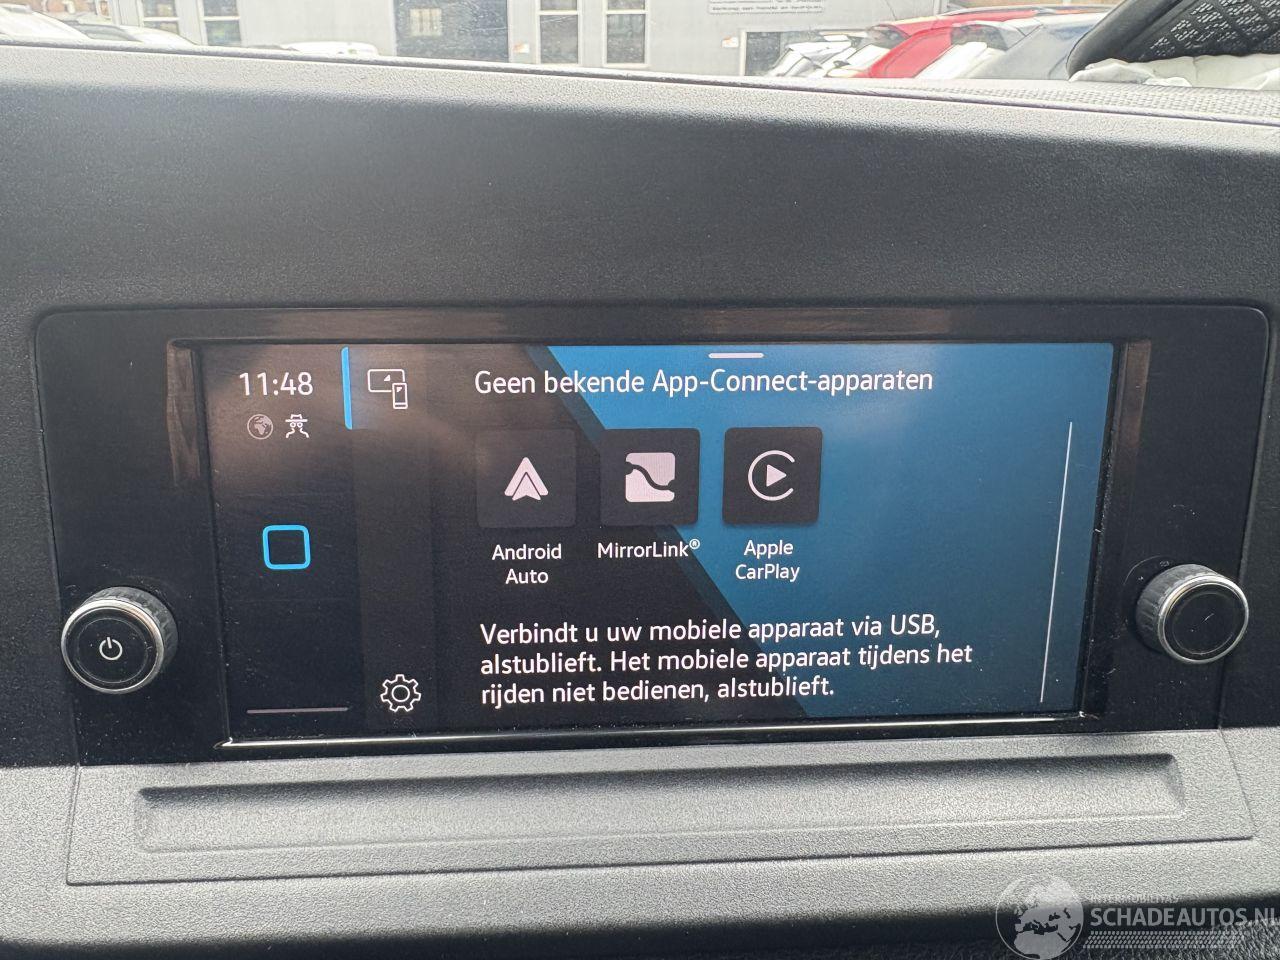 11:48
Geen bekende App-Connect-apparaten
Android
Auto
MirrorLink®
Apple
CarPlay
Verbindt u uw mobiele apparaat via USB,
alstublieft. Het mobiele apparaat tijdens het
rijden niet bedienen, alstublieft.
INTERMOBILITAS
SCHADEAUTOS.NL